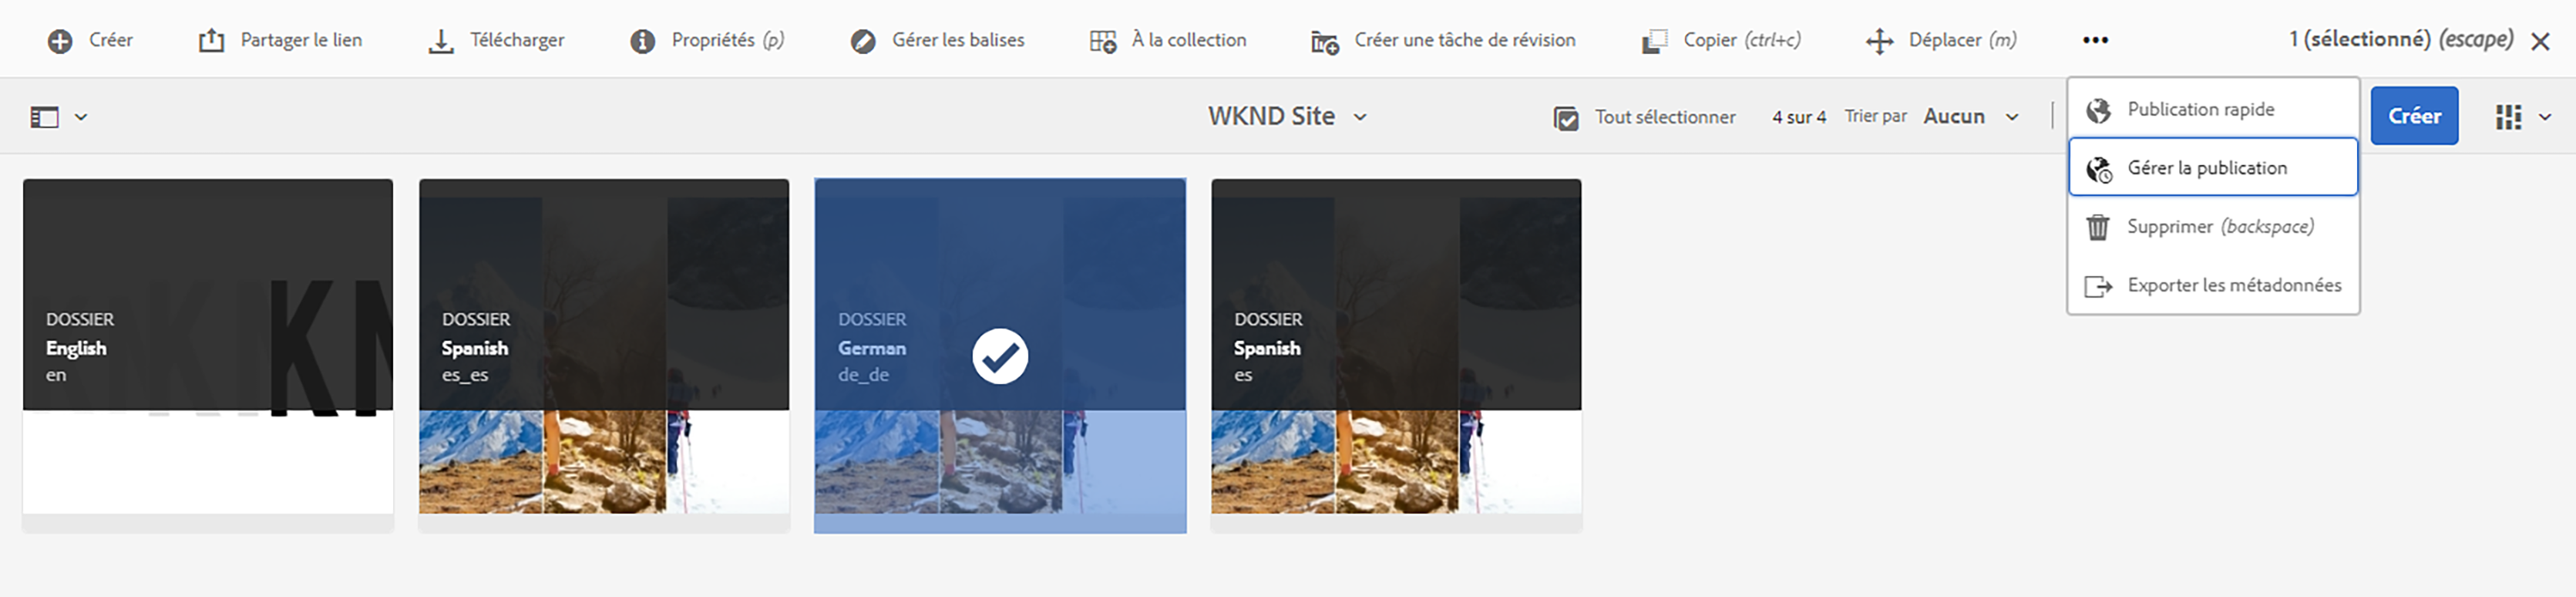 Créer
Partager le lien
Télécharger
Propriétés (p)
Gérer les balises
À la collection
Créer une tâche de révision
Copier (ctrl+c)
Déplacer (m)
1 (sélectionné) (escape)
WKND Site
Tout sélectionner
4 sur 4
Trier par
Aucun
Créer
Publication rapide
Gérer la publication
Supprimer (backspace)
Exporter les métadonnées
DOSSIER
English
en
DOSSIER
Spanish
es_es
DOSSIER
German
de_de
DOSSIER
Spanish
es